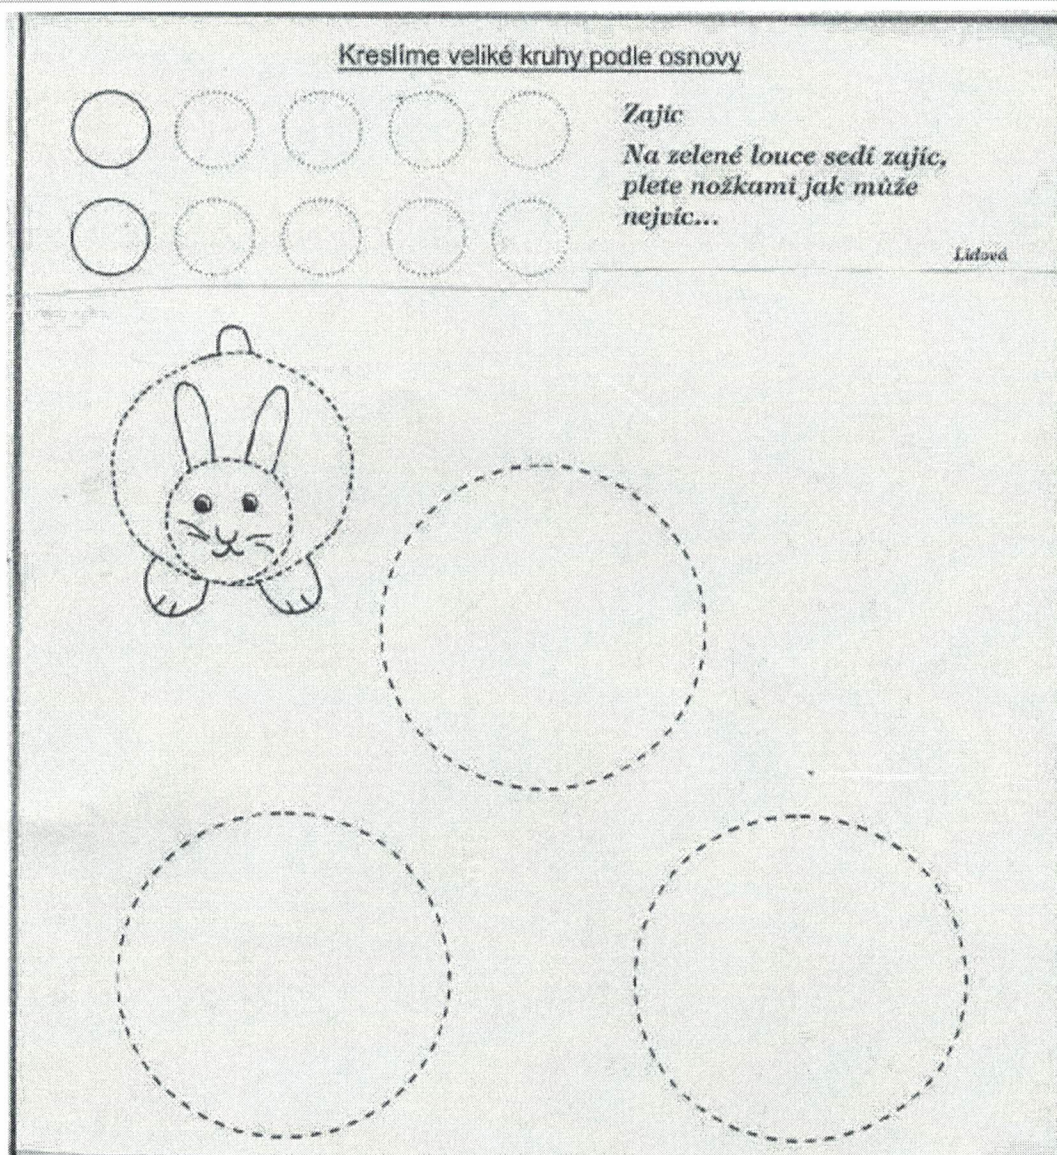 Kreslíme veliké kruhy podle osnovy
Zajíc
Na zelené louce sedí zajíc,
plete nožkami jak může
nejvíc...
Lidová